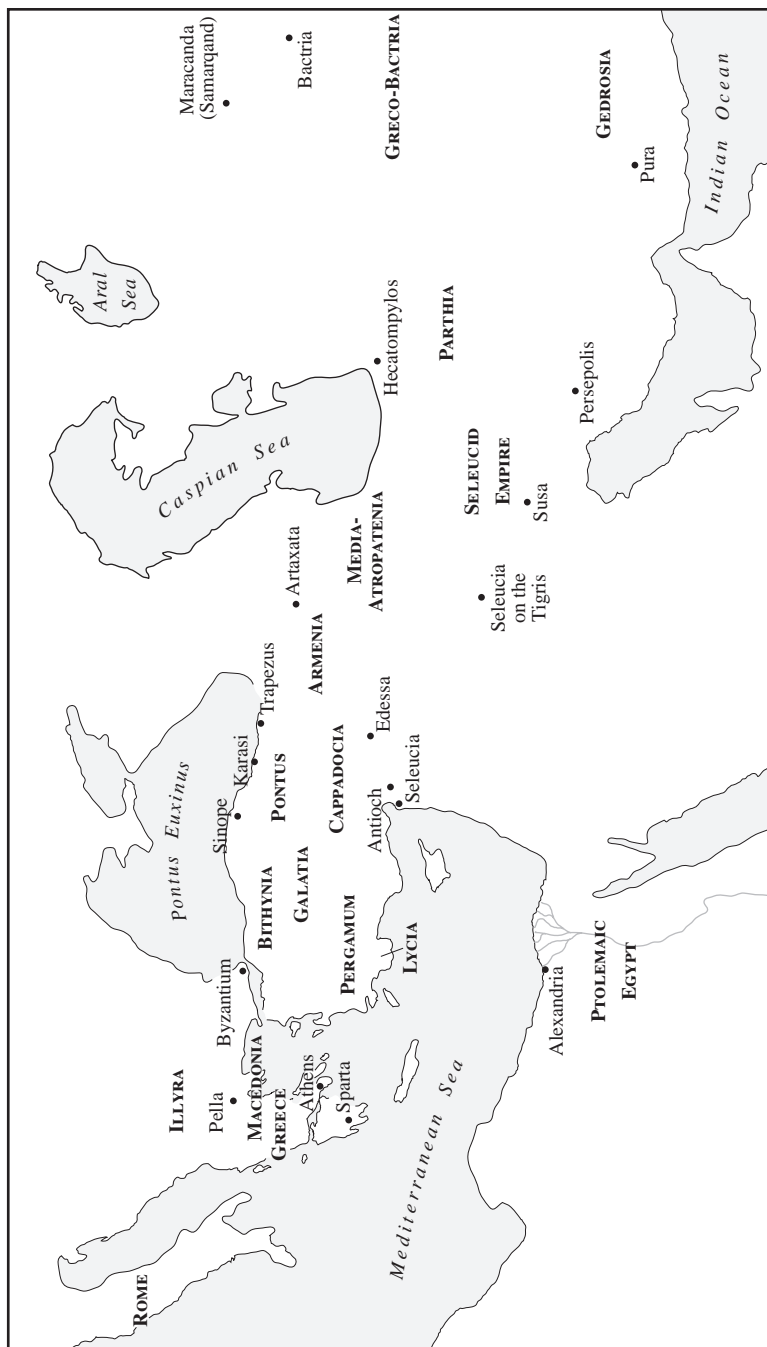 ROME
ILLYRA
Pella
MACEDONIA
GREECE
Athens
Sparta
Mediterranean Sea
Byzantium
Pontus Euxinus
Sinope
Karasi
Trapezus
BITHYNIA
PONTUS
GALATIA
CAPPADOCIA
PERGAMUM
LYCIA
ARMENIA
Artaxata
MEDIA-
ATROPATENIA
Edessa
Antioch
Seleucia
Alexandria
PTOLEMAIC
EGYPT
Caspian Sea
Aral
Sea
Maracanda
(Samarqand)
Bactria
GRECO-BACTRIA
Hecatompylos
PARTHIA
SELEUCID
EMPIRE
Seleucia
on the
Tigris
Susa
Persepolis
GEDROSIA
Pura
Indian Ocean